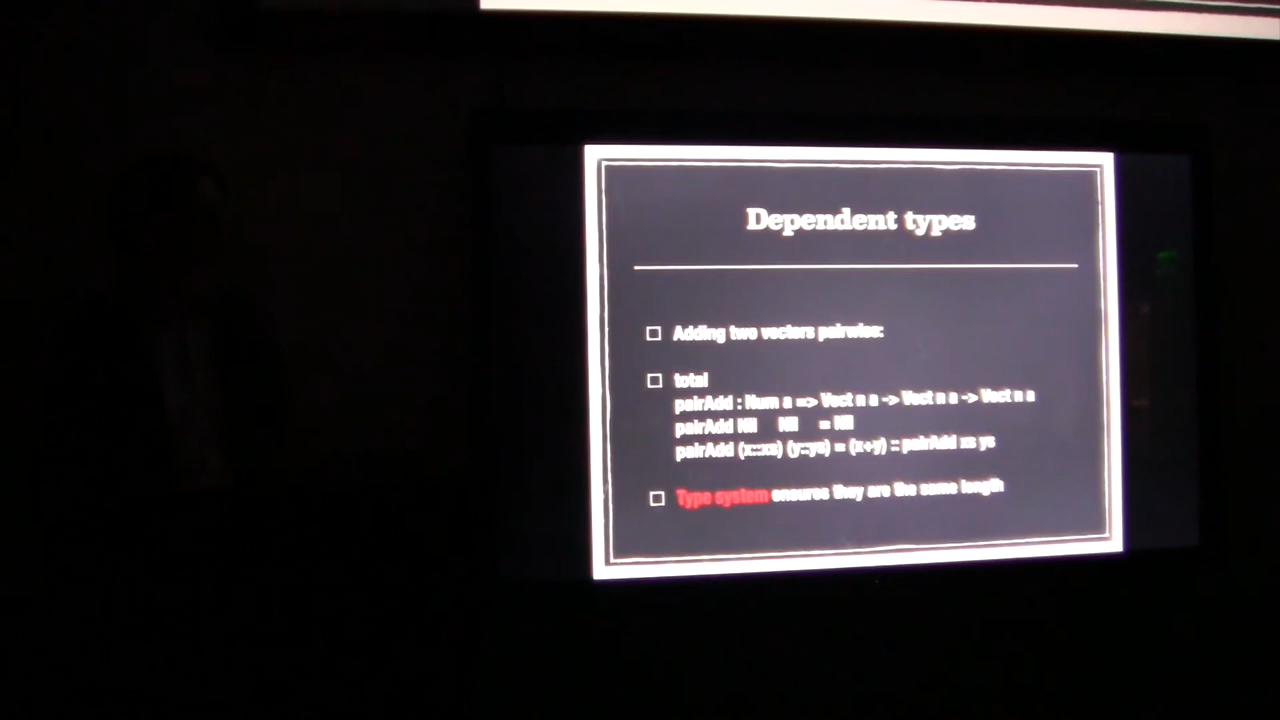 Dependent types
Adding two vectors pairwise:
total
pairAdd : Num a => Vect n a -> Vect n a -> Vect n a
pairAdd Nil Nil = Nil
pairAdd (x::xs) (y::ys) = (x+y) :: pairAdd xs ys
Type system ensures they are the same length